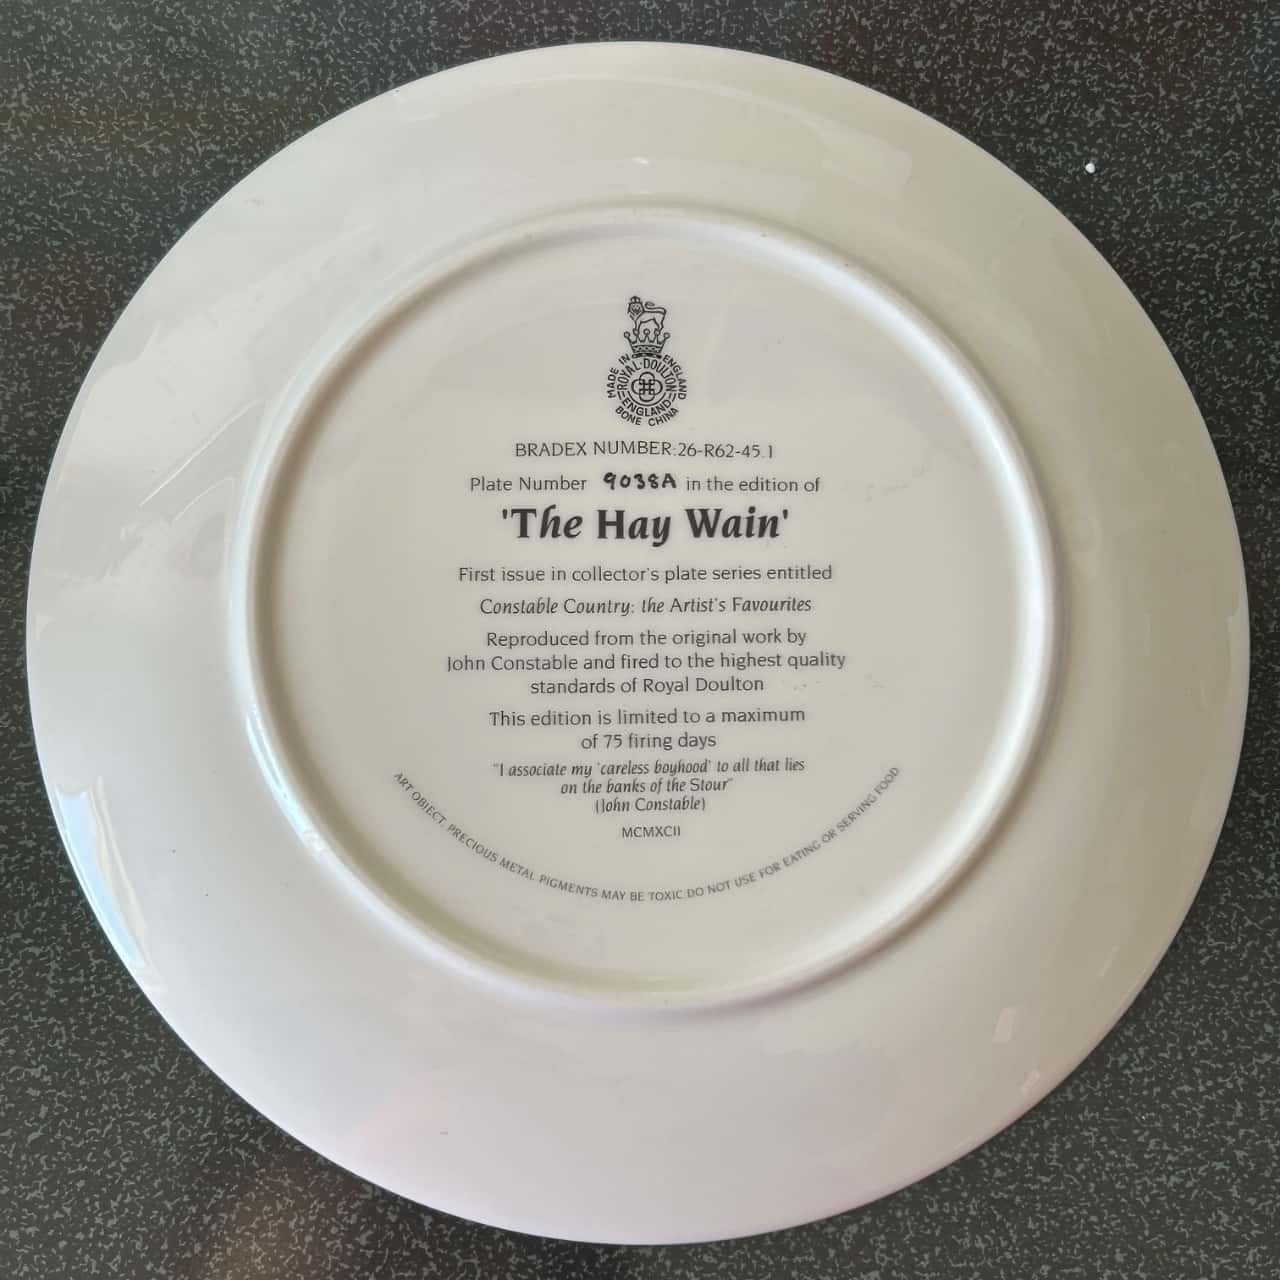 MADE IN ENGLAND
ROYAL·DOULTON
ENGLAND
BONE CHINA
BRADEX NUMBER:26-R62-45.1
Plate Number 9038A in the edition of
'The Hay Wain'
First issue in collector's plate series entitled
Constable Country: the Artist's Favourites
Reproduced from the original work by
John Constable and fired to the highest quality
standards of Royal Doulton
This edition is limited to a maximum
of 75 firing days
"I associate my 'careless boyhood' to all that lies
on the banks of the Stour"
(John Constable)
MCMXCII
ART OBJECT. PRECIOUS METAL PIGMENTS MAY BE TOXIC.DO NOT USE FOR EATING OR SERVING FOOD